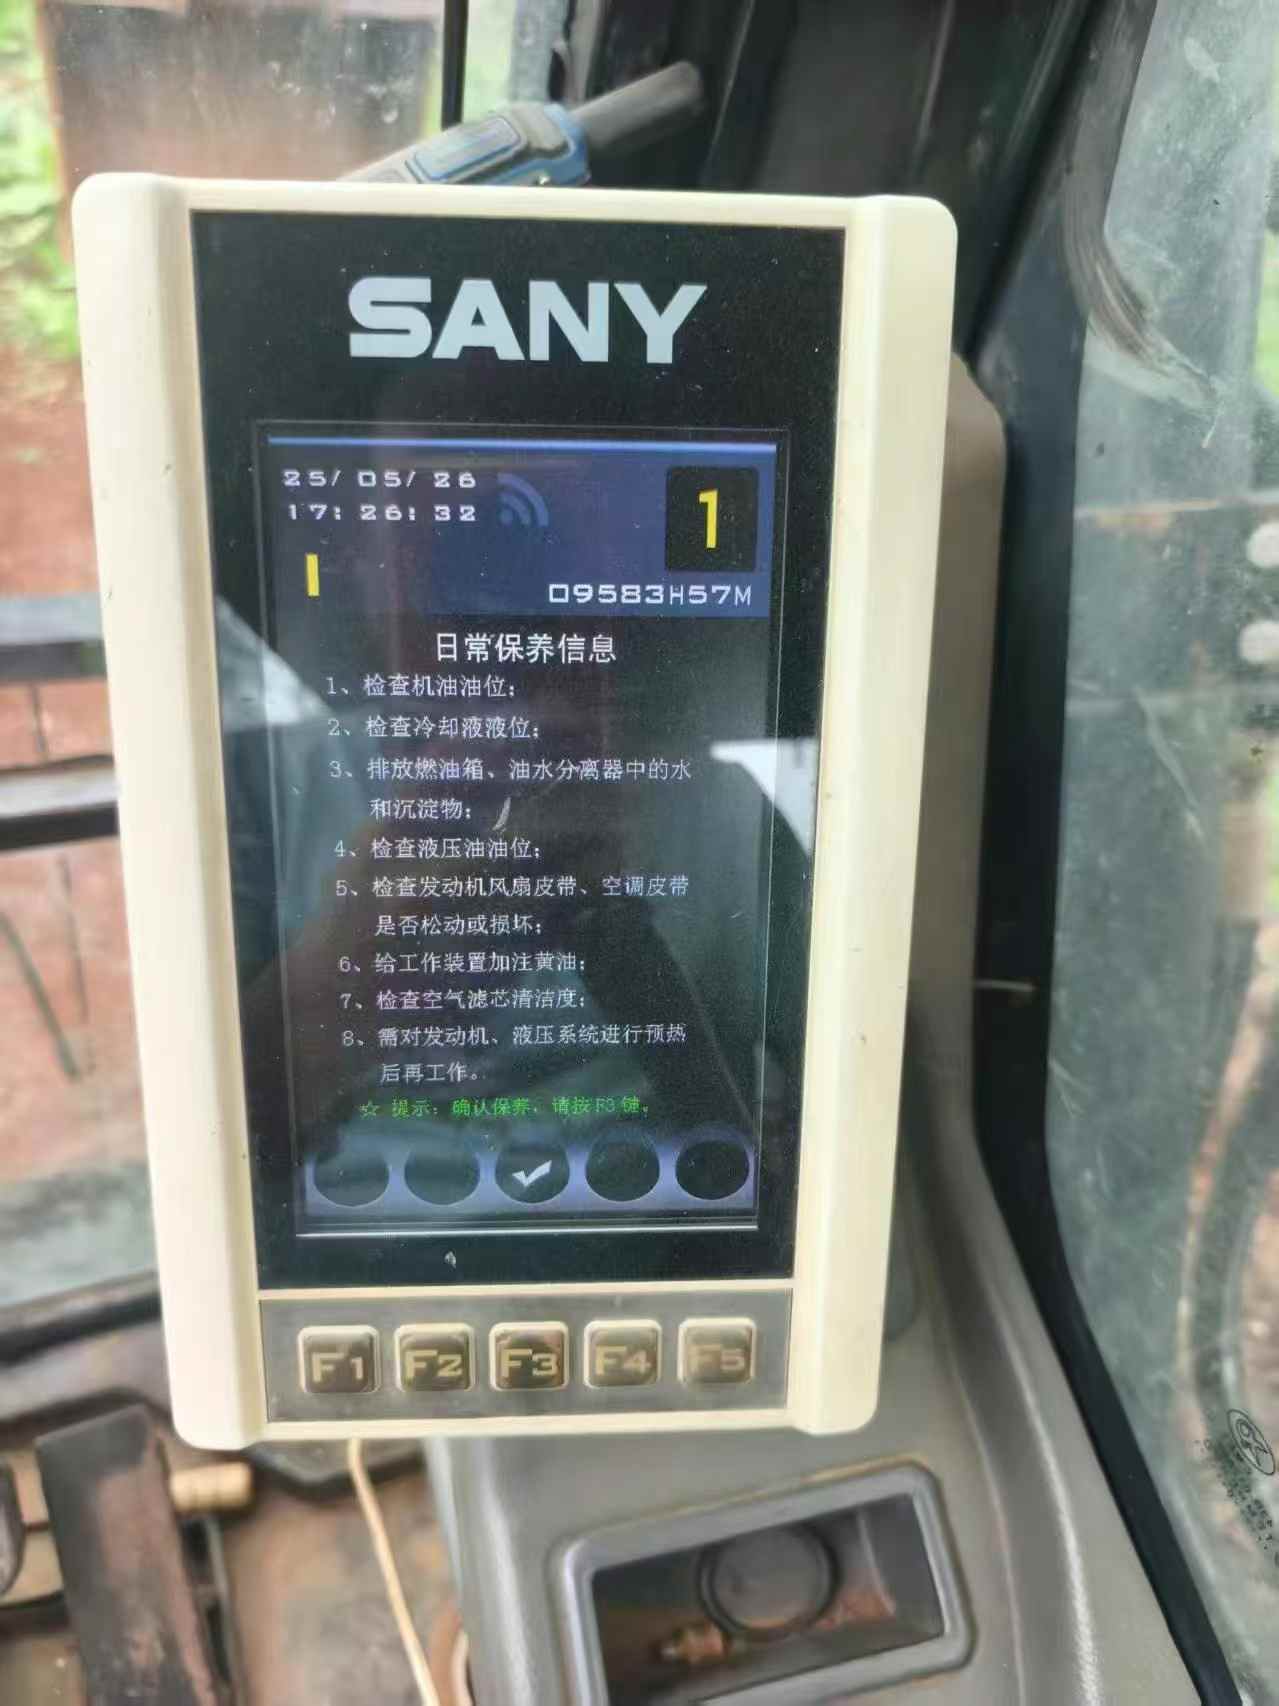 SANY
25/05/26
17:26:32
1
09583H57M
日常保养信息
1、检查机油油位;
2、检查冷却液液位;
3、排放燃油箱、油水分离器中的水
和沉淀物;
4、检查液压油油位;
5、检查发动机风扇皮带、空调皮带
是否松动或损坏;
6、给工作装置加注黄油;
7、检查空气滤芯清洁度;
8、需对发动机、液压系统进行预热
后再工作。
☆ 提示: 确认保养, 请按F3键。
F1 F2 F3 F4 F5